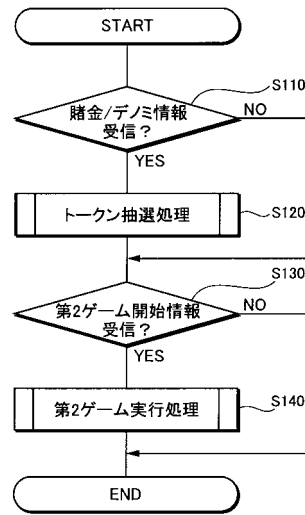 START
S110
賭金/デノミ情報
受信？
NO
YES
トークン抽選処理
S120
S130
第2ゲーム開始情報
受信？
NO
YES
第2ゲーム実行処理
S140
END